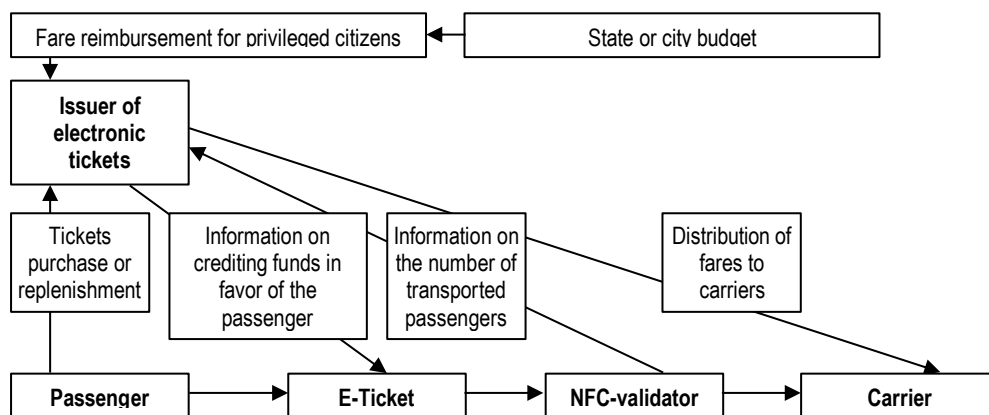 Fare reimbursement for privileged citizens
State or city budget
Issuer of
electronic
tickets
Tickets
purchase or
replenishment
Information on
crediting funds in
favor of the
passenger
Information on
the number of
transported
passengers
Distribution of
fares to
carriers
Passenger
E-Ticket
NFC-validator
Carrier